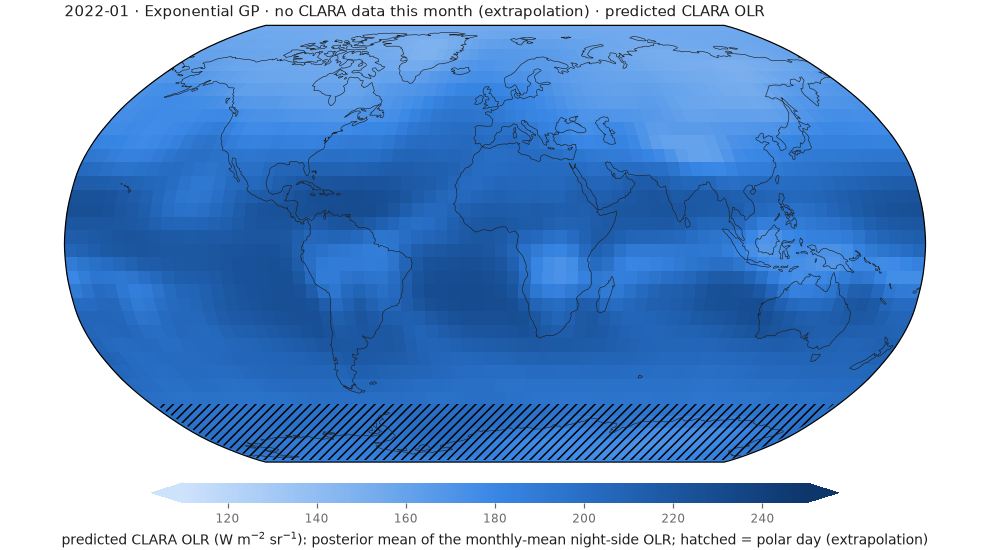 2022-01 · Exponential GP · no CLARA data this month (extrapolation) · predicted CLARA OLR
120 140 160 180 200 220 240
predicted CLARA OLR (W m⁻² sr⁻¹): posterior mean of the monthly-mean night-side OLR; hatched = polar day (extrapolation)